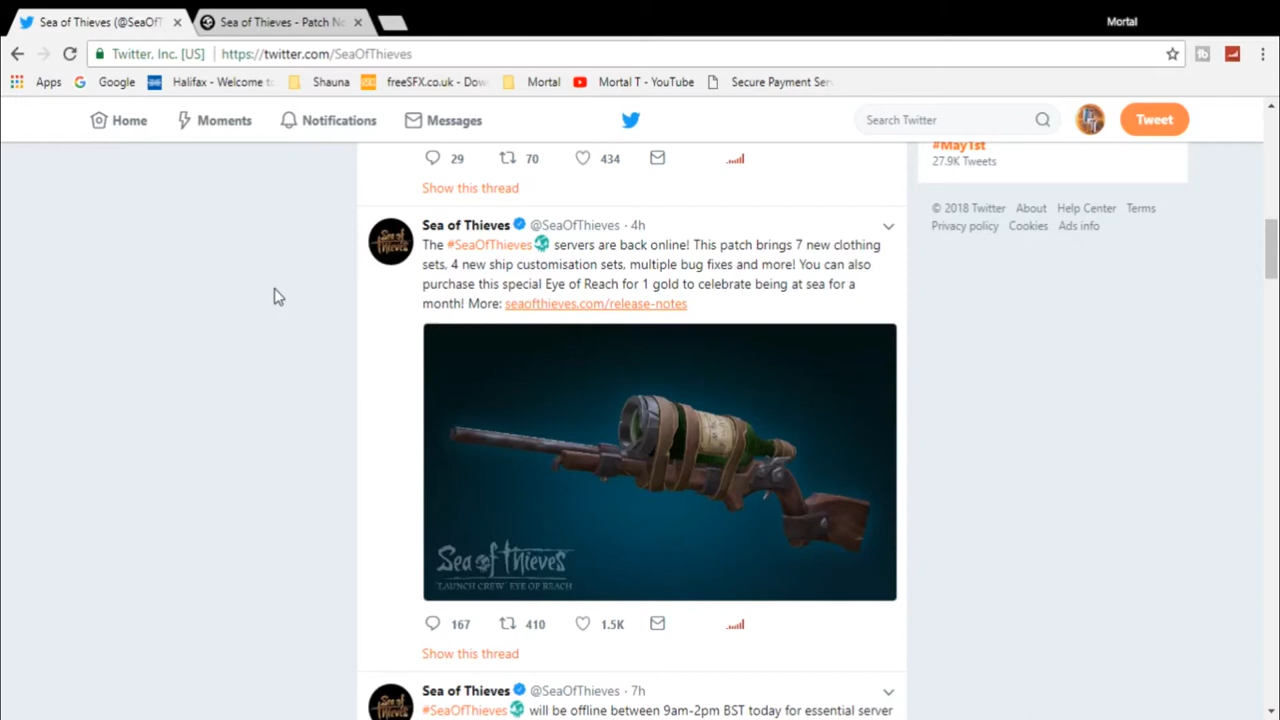 Sea of Thieves (@SeaOfT
Sea of Thieves - Patch No
Mortal
Twitter, Inc. [US] https://twitter.com/SeaOfThieves
Apps Google Halifax - Welcome to Shauna freeSFX.co.uk - Dow Mortal Mortal T - YouTube Secure Payment Serv
Home Moments Notifications Messages Search Twitter Tweet
#May1st
27.9K Tweets
© 2018 Twitter About Help Center Terms
Privacy policy Cookies Ads info
29 70 434
Show this thread
Sea of Thieves @SeaOfThieves · 4h
The #SeaOfThieves servers are back online! This patch brings 7 new clothing
sets, 4 new ship customisation sets, multiple bug fixes and more! You can also
purchase this special Eye of Reach for 1 gold to celebrate being at sea for a
month! More: seaofthieves.com/release-notes
Sea of Thieves
'LAUNCH CREW' EYE OF REACH
167 410 1.5K
Show this thread
Sea of Thieves @SeaOfThieves · 7h
#SeaOfThieves will be offline between 9am-2pm BST today for essential server